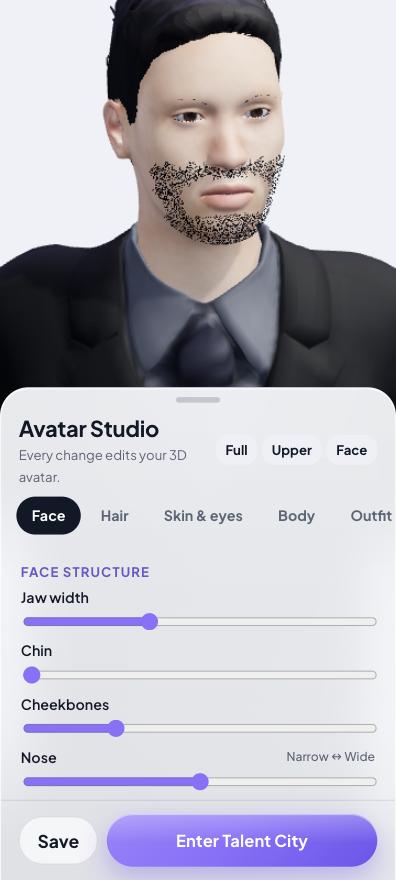 Avatar Studio
Every change edits your 3D
avatar.
Full Upper Face
Face Hair Skin & eyes Body Outfit
FACE STRUCTURE
Jaw width
Chin
Cheekbones
Nose Narrow ↔ Wide
Save Enter Talent City